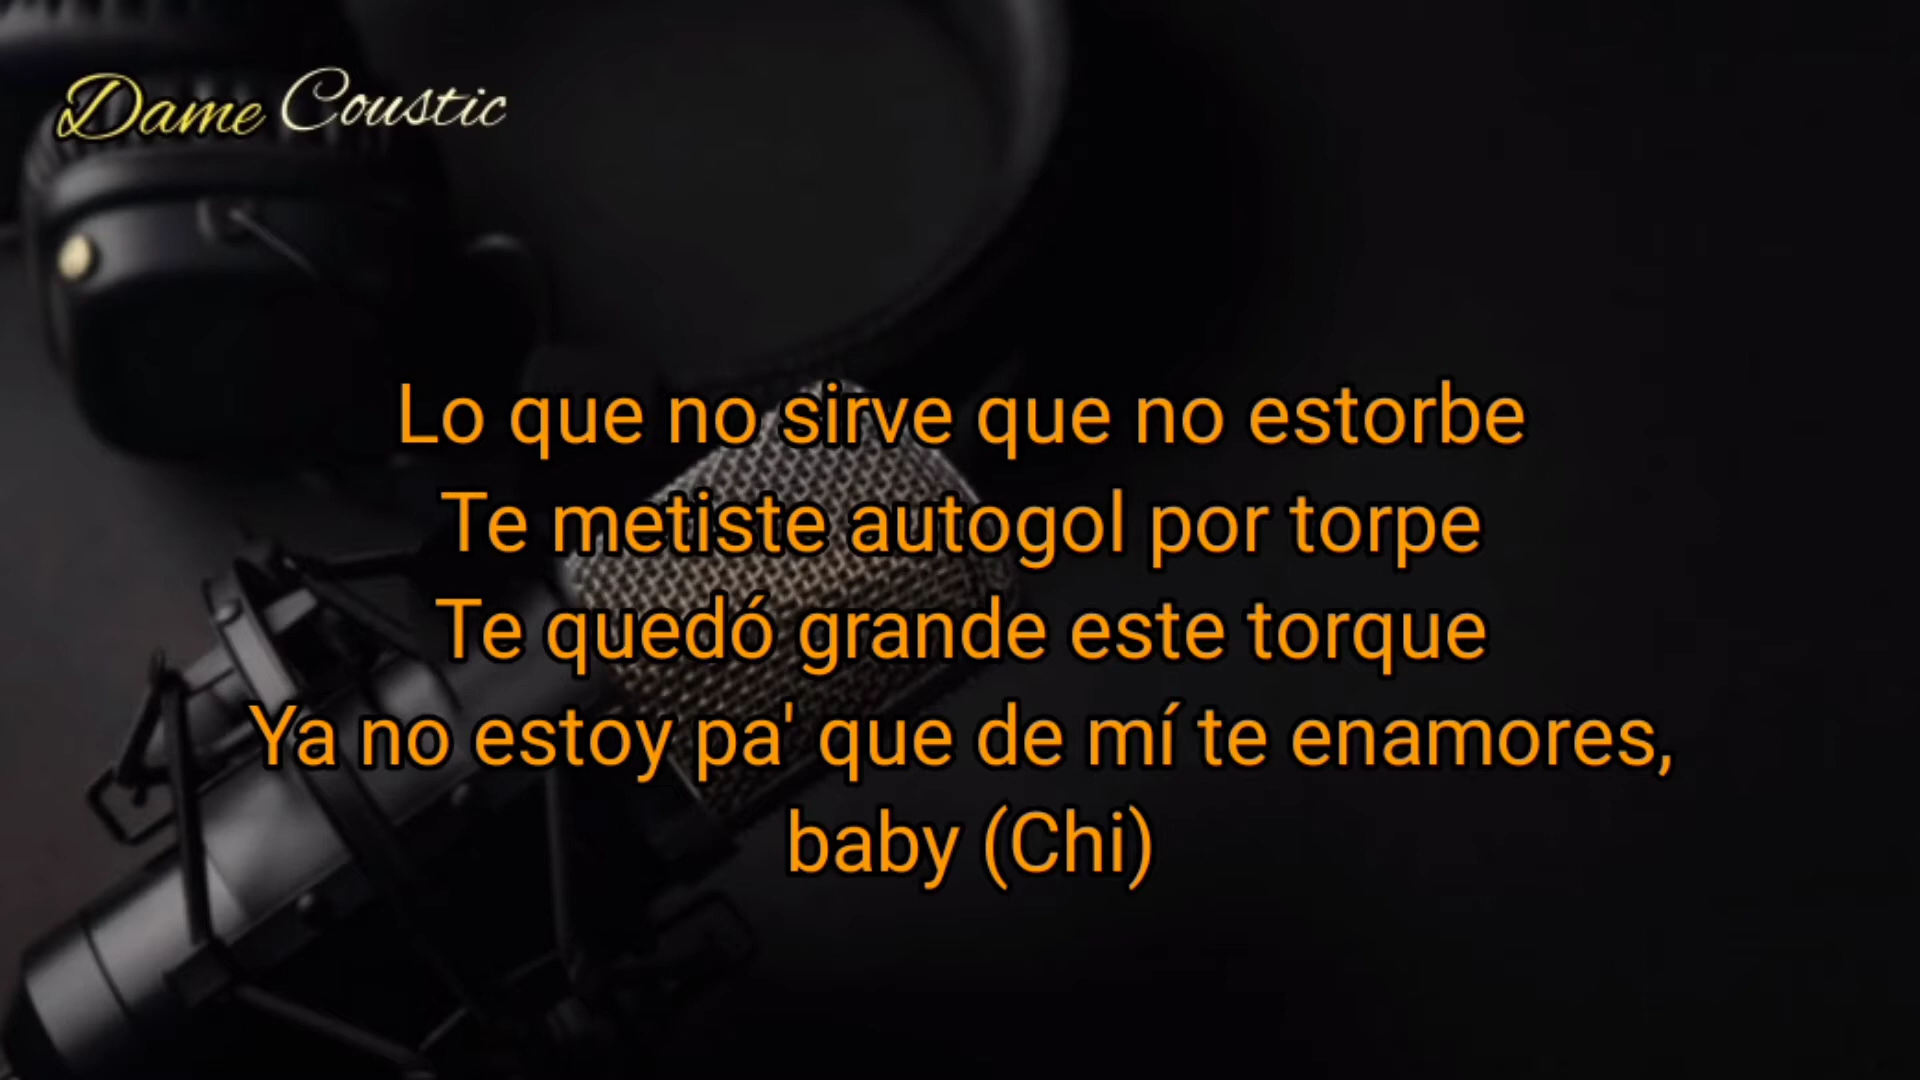 Dame Coustic
Lo que no sirve que no estorbe
Te metiste autogol por torpe
Te quedó grande este torque
Ya no estoy pa' que de mí te enamores,
baby (Chi)